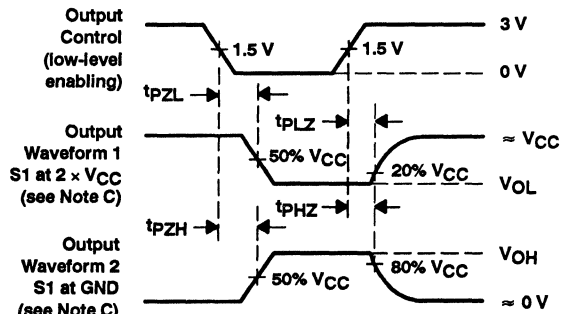 Output
Control
(low-level
enabling)
3 V
1.5 V
1.5 V
0 V
tPZL
tPLZ
Output
Waveform 1
S1 at 2 × VCC
(see Note C)
≈ VCC
50% VCC
20% VCC
VOL
tPHZ
tPZH
Output
Waveform 2
S1 at GND
(see Note C)
VOH
50% VCC
80% VCC
≈ 0 V